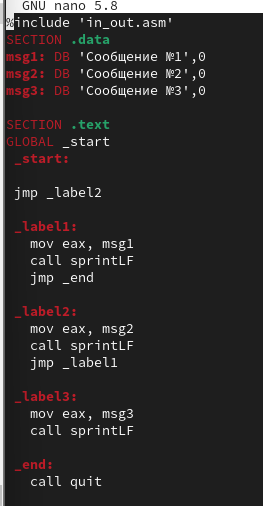 GNU nano 5.8
%include 'in_out.asm'
SECTION .data
msg1: DB 'Сообщение №1',0
msg2: DB 'Сообщение №2',0
msg3: DB 'Сообщение №3',0
SECTION .text
GLOBAL _start
_start:
jmp _label2
_label1:
mov eax, msg1
call sprintLF
jmp _end
_label2:
mov eax, msg2
call sprintLF
jmp _label1
_label3:
mov eax, msg3
call sprintLF
_end:
call quit